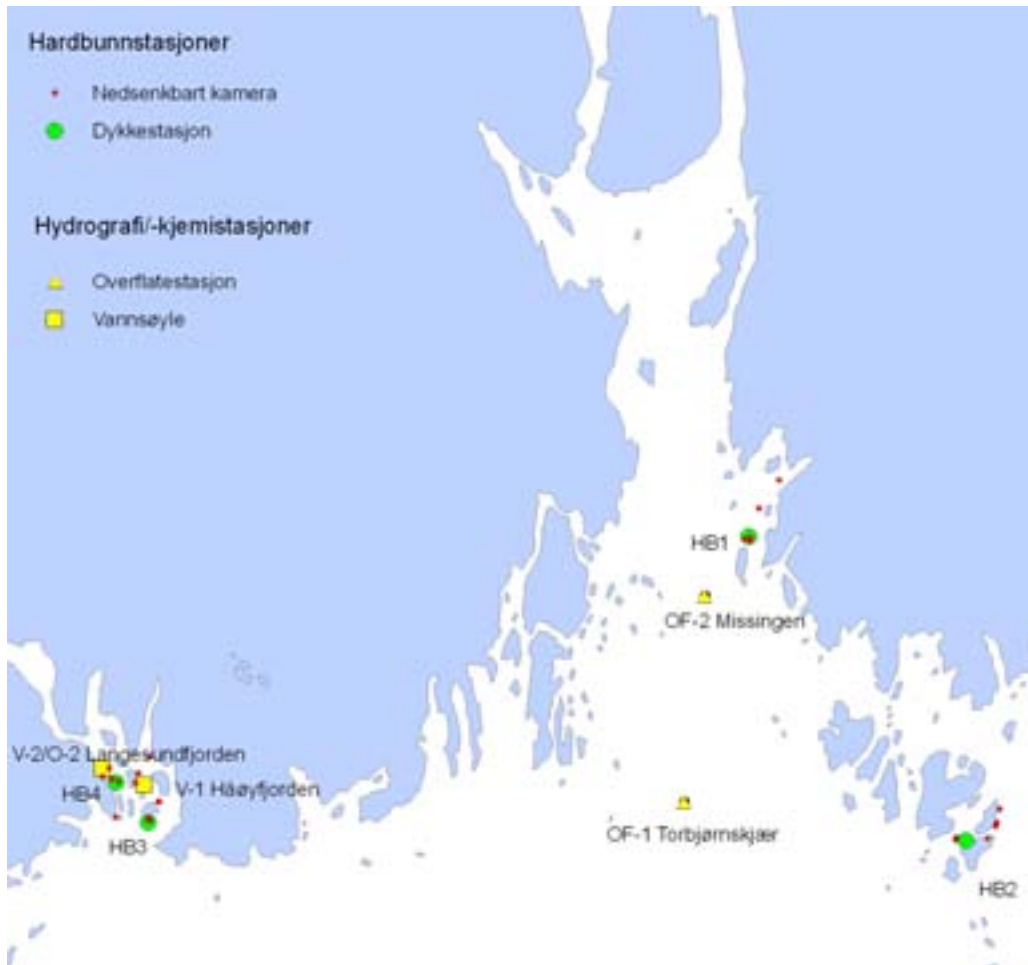 Hardbunnstasjoner
Nedsenkbart kamera
Dykkestasjon
Hydrografi/-kjemistasjoner
Overflatestasjon
Vannsøyle
HB1
OF-2 Missingen
V-2/O-2 Langesundfjorden
HB4
V-1 Håøyfjorden
HB3
OF-1 Torbjørnskjær
HB2